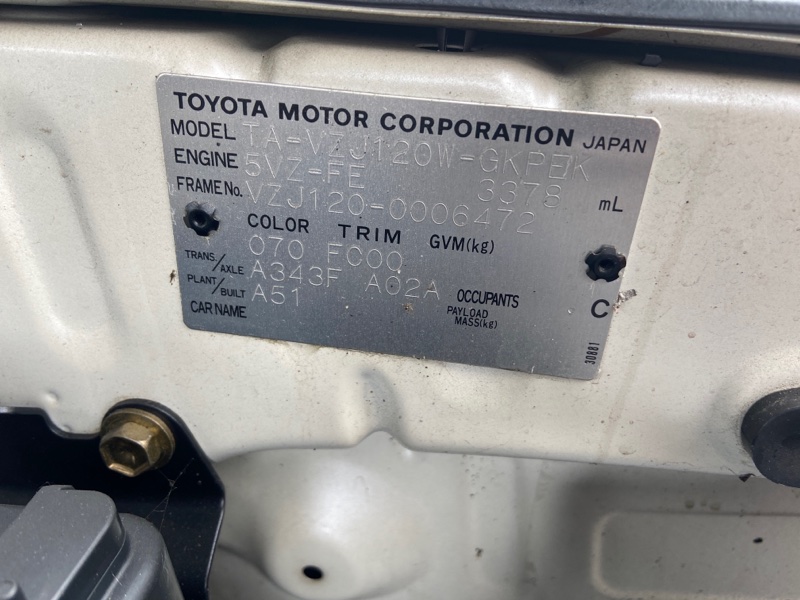 TOYOTA MOTOR CORPORATION JAPAN
MODEL TA-VZJ120W-GKPEK
ENGINE 5VZ-FE 3378 mL
FRAME No. VZJ120-0006472
COLOR TRIM GVM(kg)
070 FC00
TRANS./AXLE A343F A02A OCCUPANTS C
PLANT/BUILT A51 PAYLOAD MASS(kg)
CAR NAME
30881